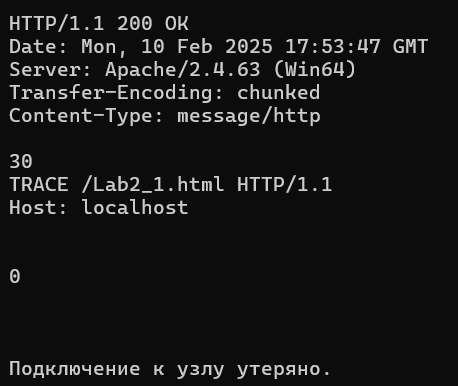 HTTP/1.1 200 OK
Date: Mon, 10 Feb 2025 17:53:47 GMT
Server: Apache/2.4.63 (Win64)
Transfer-Encoding: chunked
Content-Type: message/http
30
TRACE /Lab2_1.html HTTP/1.1
Host: localhost
0
Подключение к узлу утеряно.